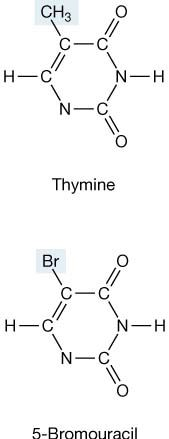 CH₃ O
C C
H C N H
N C
O
Thymine
Br O
C C
H C N H
N C
O
5-Bromouracil